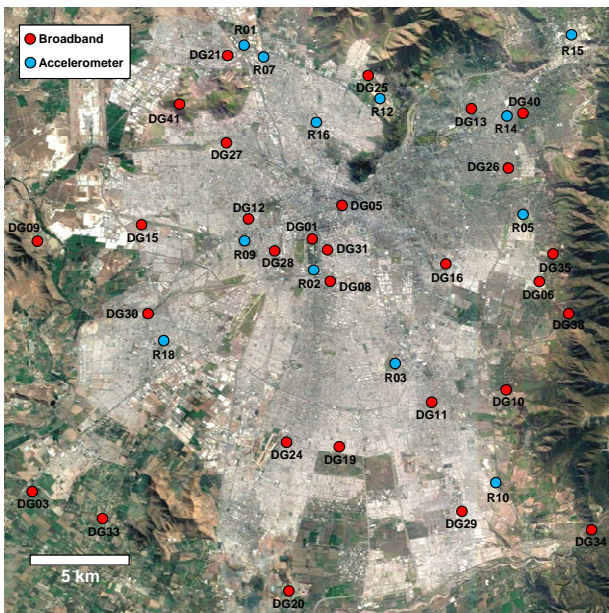 Broadband
Accelerometer
R01
DG21
R07
R15
DG25
R12
DG41
R16
DG13
DG40
R14
DG27
DG26
DG05
DG12
DG09
DG15
DG01
R05
R09
DG28
DG31
DG35
DG16
R02
DG08
DG06
DG30
DG38
R18
R03
DG10
DG11
DG24
DG19
DG03
R10
DG33
DG29
DG34
5 km
DG20